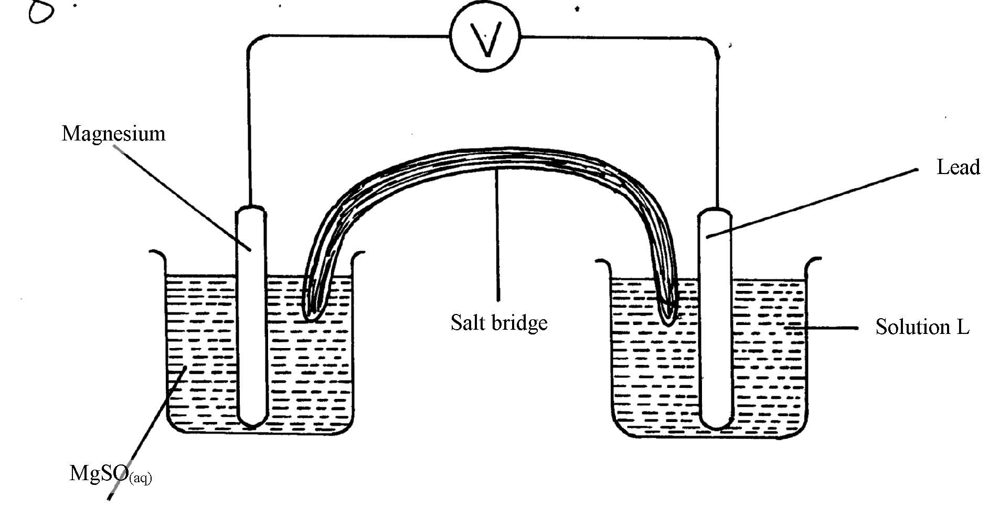 V
Magnesium
Lead
Salt bridge
Solution L
MgSO(aq)